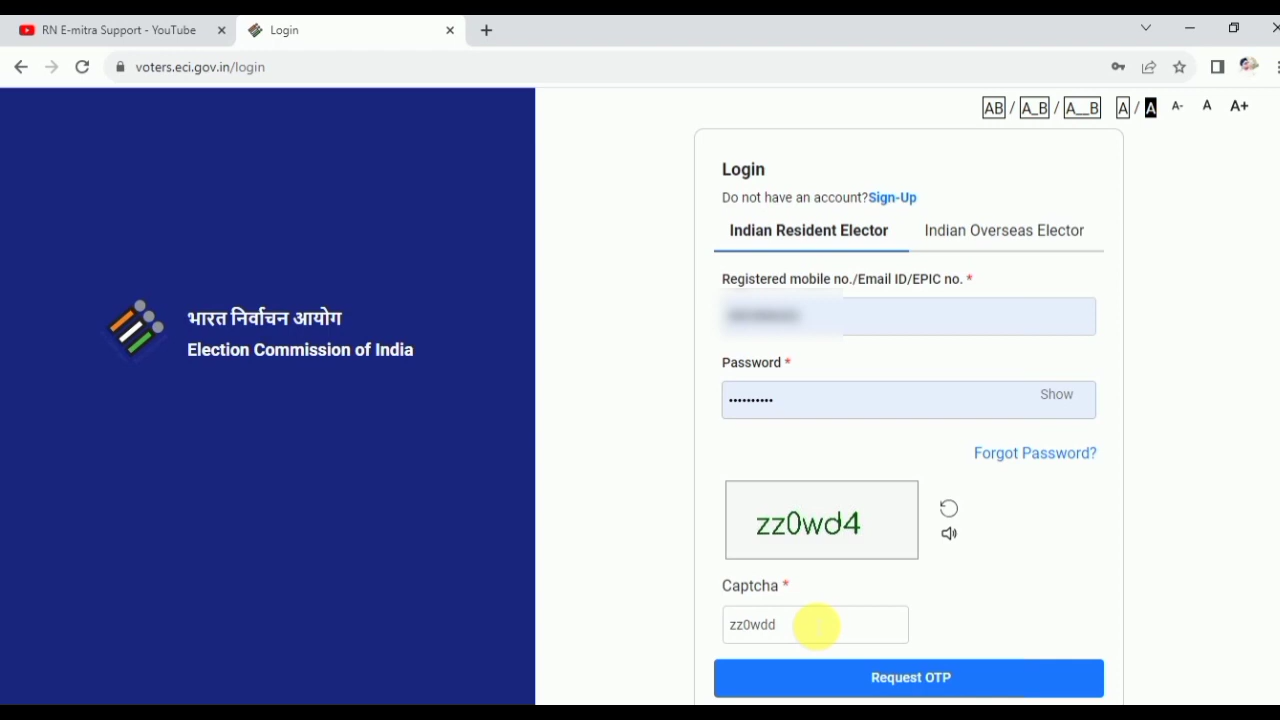 RN E-mitra Support - YouTube
Login
voters.eci.gov.in/login
AB / A_B / A__B A / A A- A A+
भारत निर्वाचन आयोग
Election Commission of India
Login
Do not have an account?Sign-Up
Indian Resident Elector Indian Overseas Elector
Registered mobile no./Email ID/EPIC no. *
Password *
Show
Forgot Password?
zz0wd4
Captcha *
zz0wdd
Request OTP